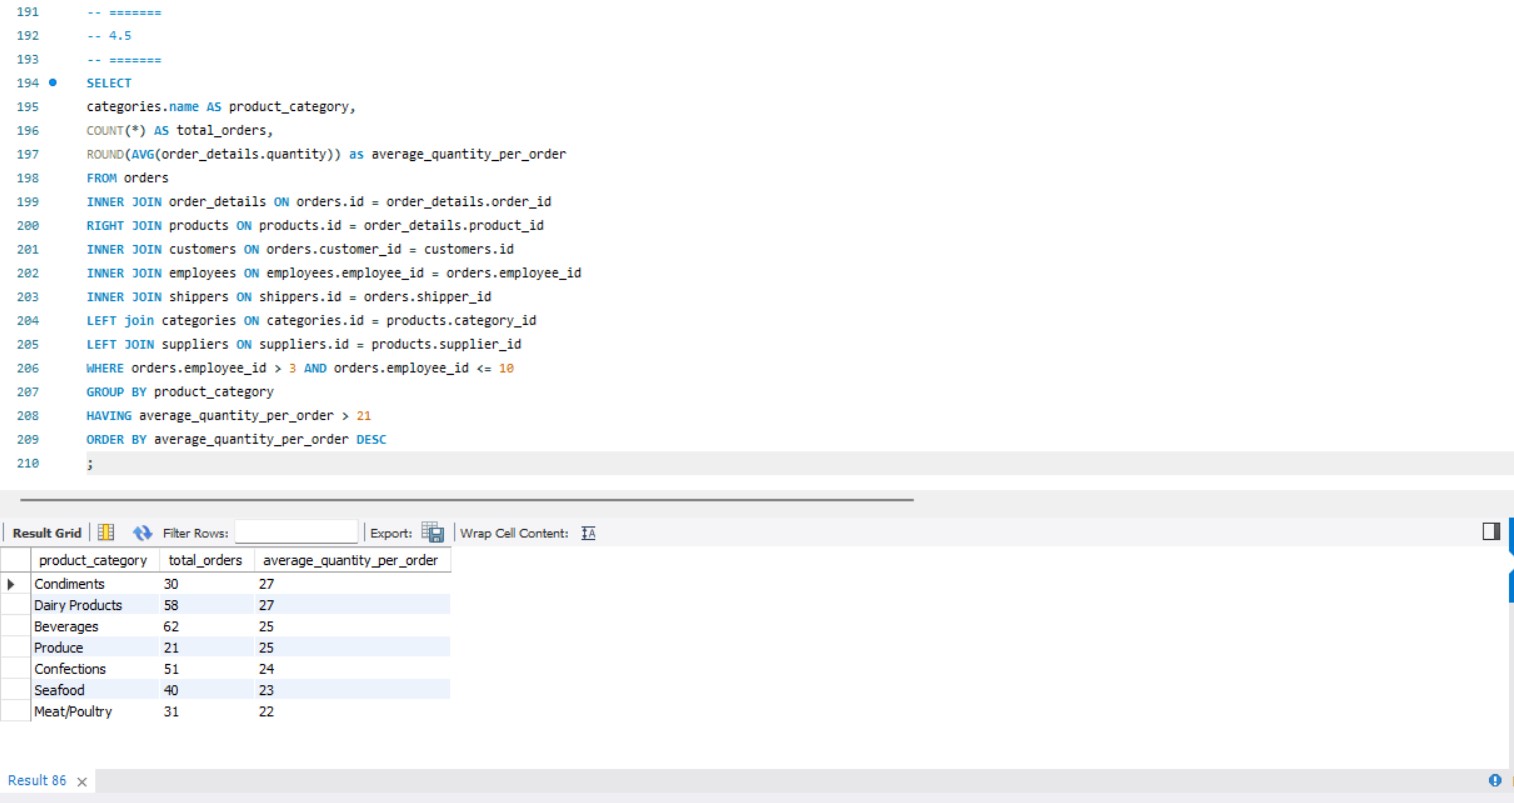 191 -- =======
192 -- 4.5
193 -- =======
194 SELECT
195 categories.name AS product_category,
196 COUNT(*) AS total_orders,
197 ROUND(AVG(order_details.quantity)) as average_quantity_per_order
198 FROM orders
199 INNER JOIN order_details ON orders.id = order_details.order_id
200 RIGHT JOIN products ON products.id = order_details.product_id
201 INNER JOIN customers ON orders.customer_id = customers.id
202 INNER JOIN employees ON employees.employee_id = orders.employee_id
203 INNER JOIN shippers ON shippers.id = orders.shipper_id
204 LEFT join categories ON categories.id = products.category_id
205 LEFT JOIN suppliers ON suppliers.id = products.supplier_id
206 WHERE orders.employee_id > 3 AND orders.employee_id <= 10
207 GROUP BY product_category
208 HAVING average_quantity_per_order > 21
209 ORDER BY average_quantity_per_order DESC
210 ;
Result Grid Filter Rows: Export: Wrap Cell Content:
product_category total_orders average_quantity_per_order
Condiments 30 27
Dairy Products 58 27
Beverages 62 25
Produce 21 25
Confections 51 24
Seafood 40 23
Meat/Poultry 31 22
Result 86